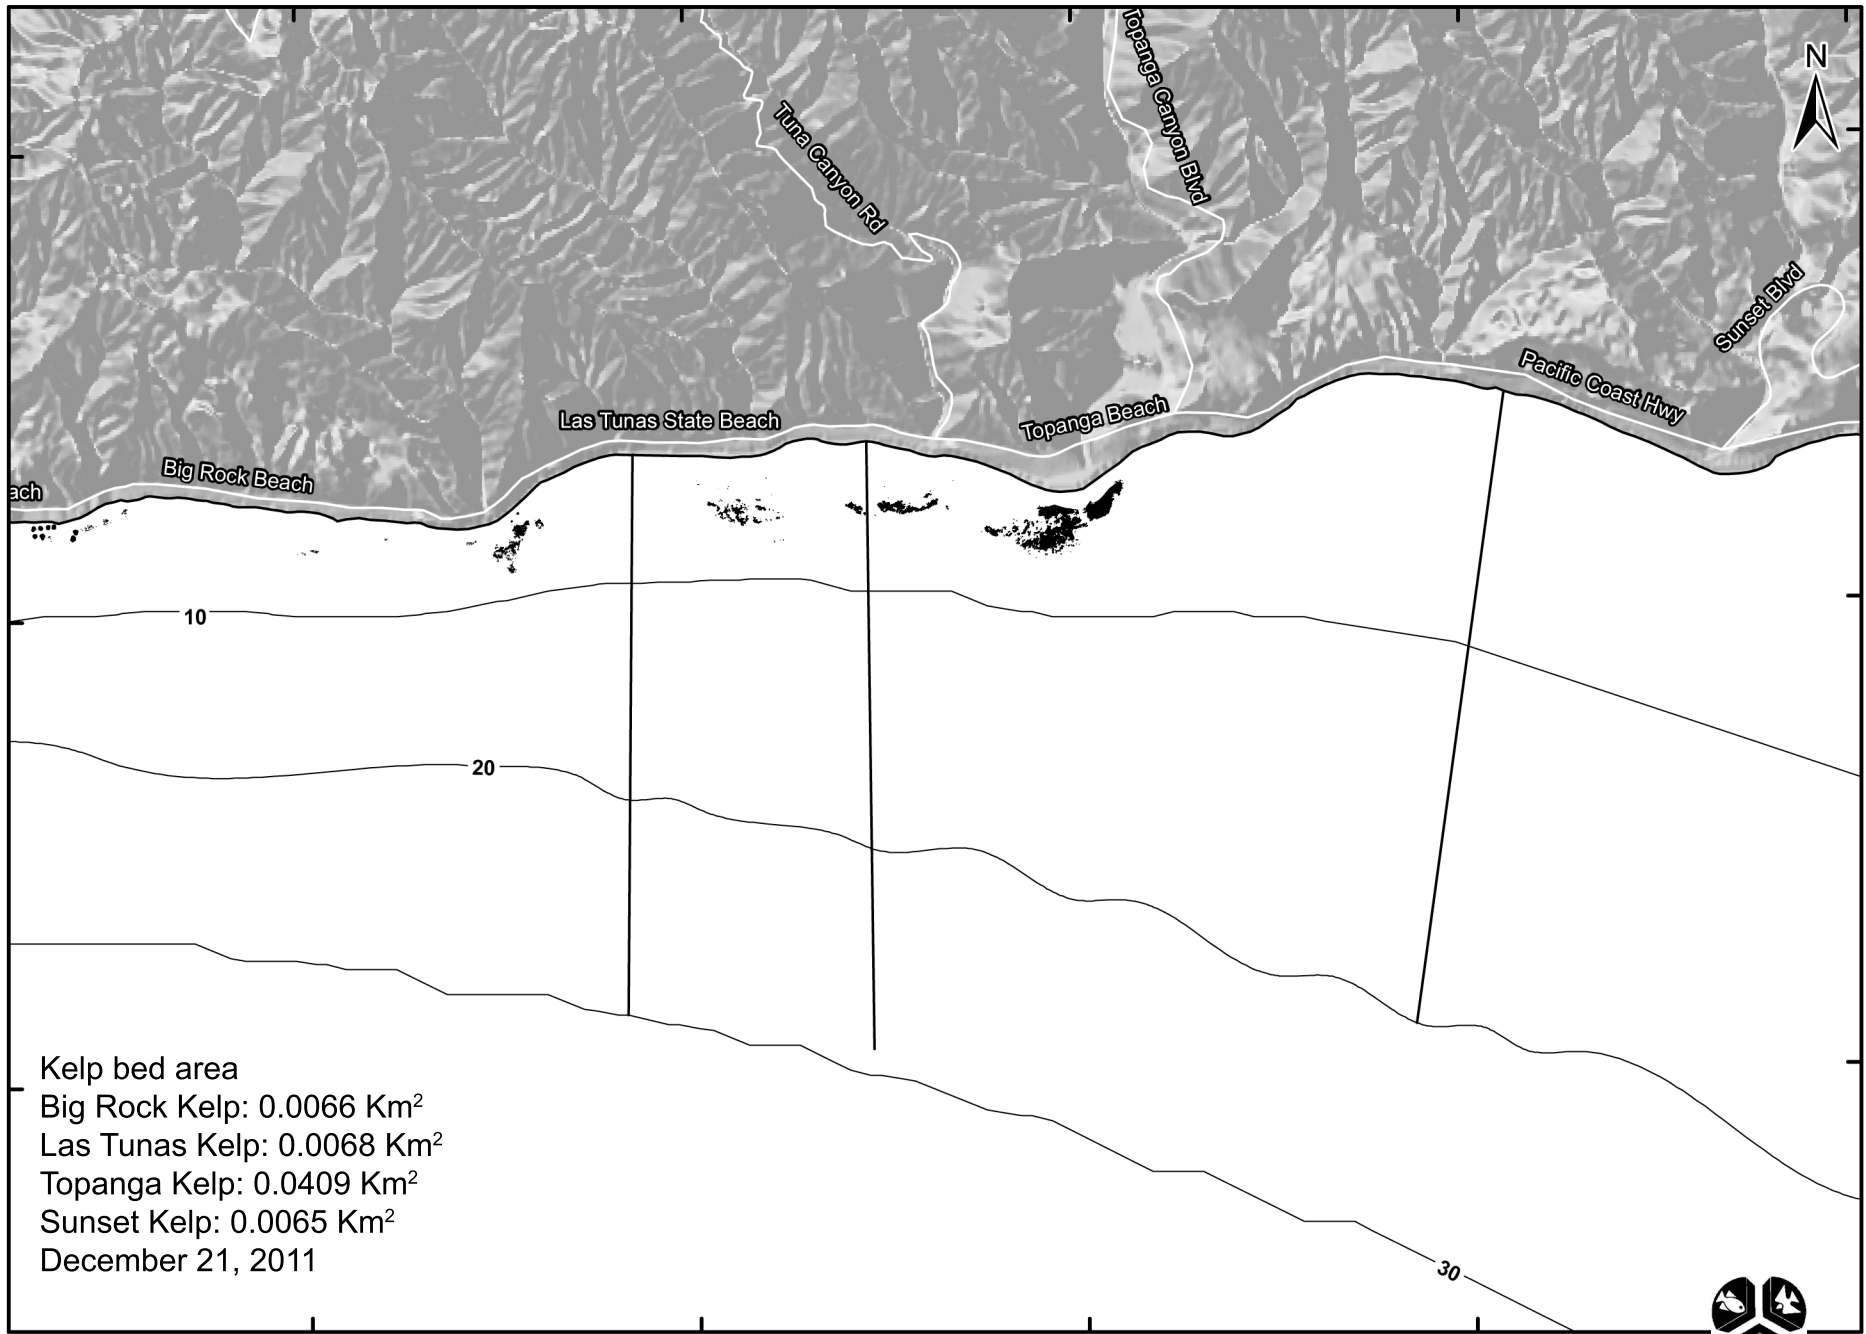 Topanga Canyon Blvd
N
Tuna Canyon Rd
Sunset Blvd
Pacific Coast Hwy
Las Tunas State Beach
Topanga Beach
Big Rock Beach
ach
10
20
30
Kelp bed area
Big Rock Kelp: 0.0066 Km²
Las Tunas Kelp: 0.0068 Km²
Topanga Kelp: 0.0409 Km²
Sunset Kelp: 0.0065 Km²
December 21, 2011